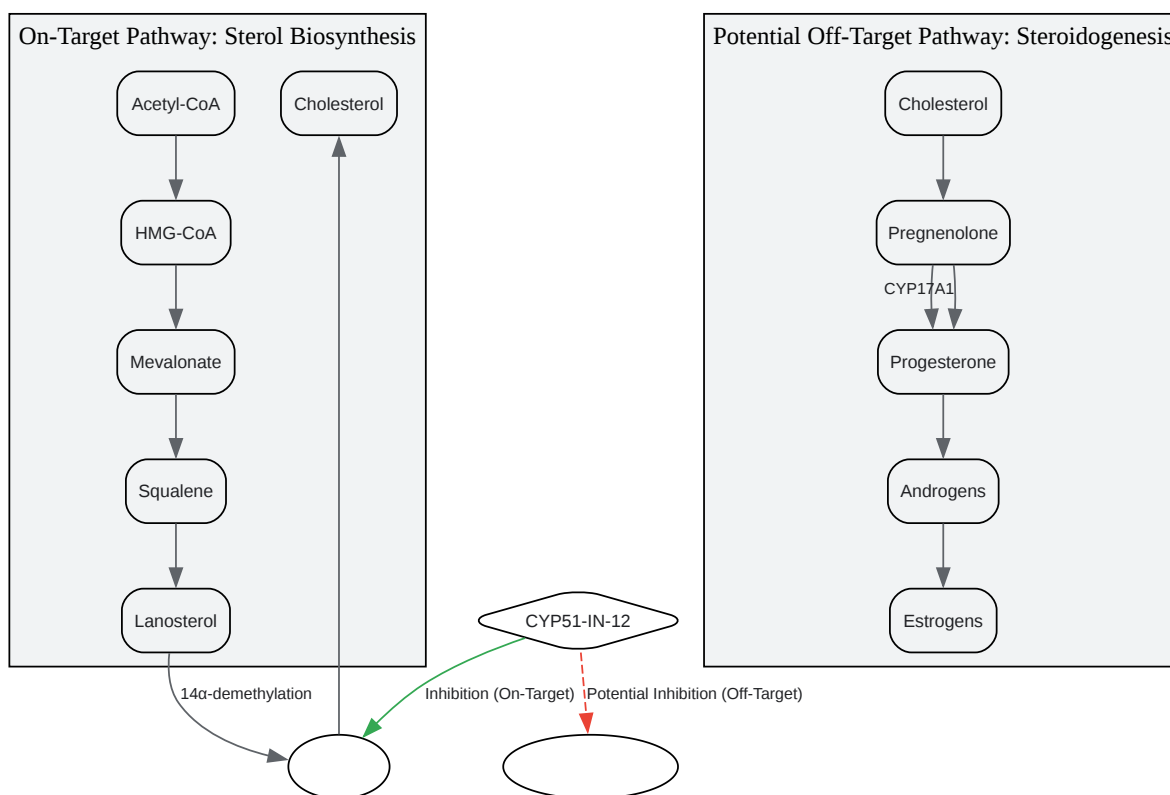 On-Target Pathway: Sterol Biosynthesis
Acetyl-CoA
Cholesterol
HMG-CoA
Mevalonate
Squalene
Lanosterol
14α-demethylation
CYP51-IN-12
Inhibition (On-Target)
Potential Inhibition (Off-Target)
Potential Off-Target Pathway: Steroidogenesis
Cholesterol
Pregnenolone
CYP17A1
Progesterone
Androgens
Estrogens